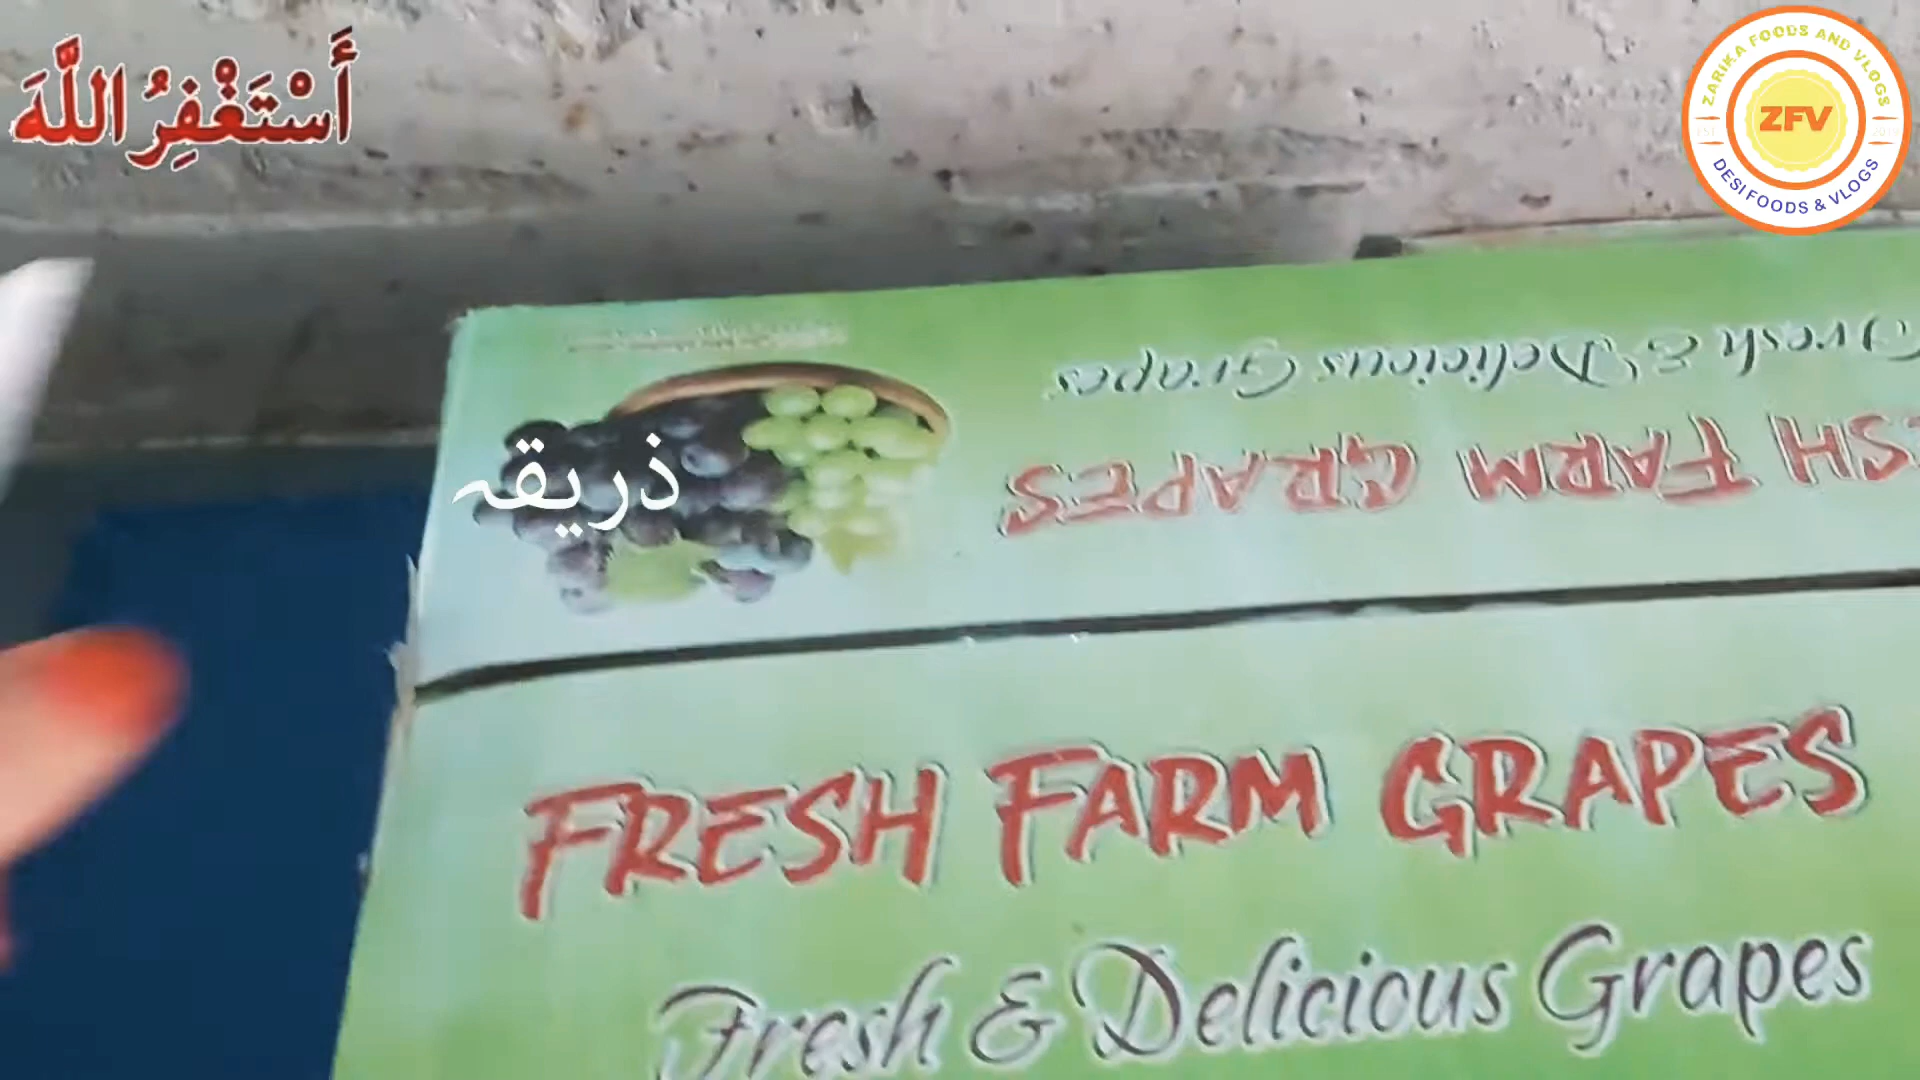 أَسْتَغْفِرُ اللَّهَ
ZARIKA FOODS AND VLOGS
ZFV
DESI FOODS & VLOGS
Fresh & Delicious Grapes
SH FARM GRAPES
ذریقہ
FRESH FARM GRAPES
Fresh & Delicious Grapes